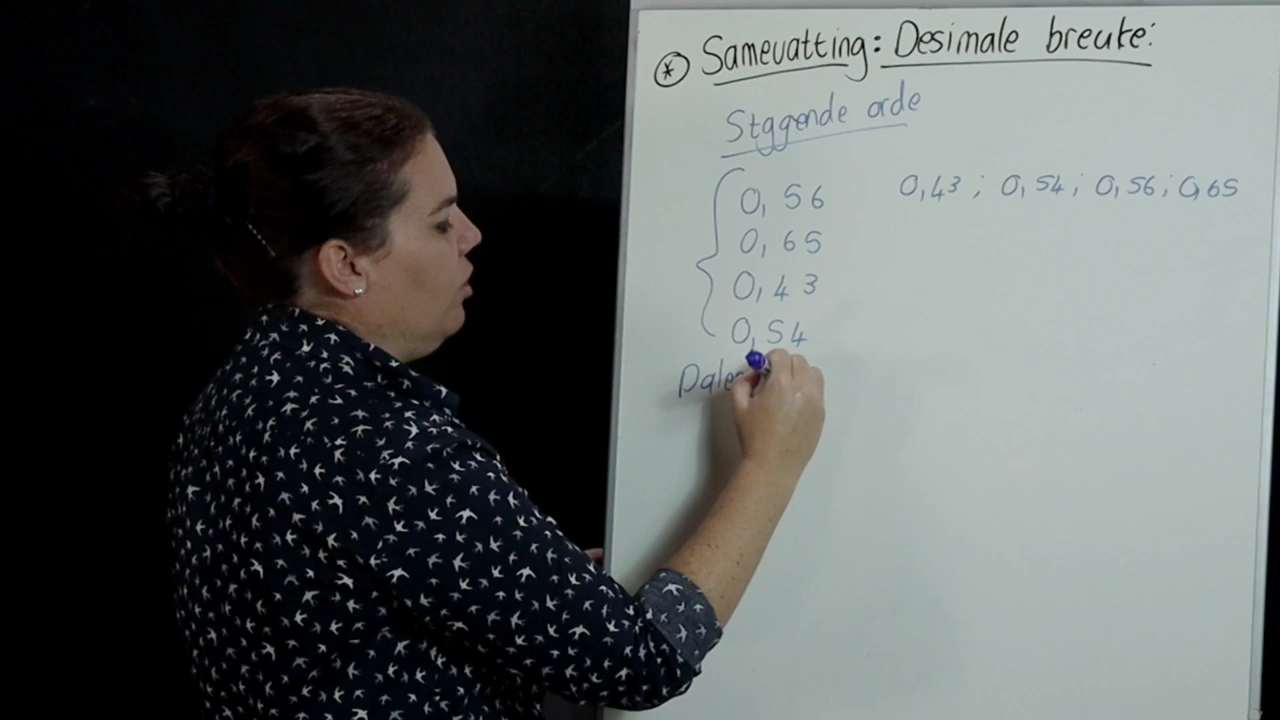 * Samevatting: Desimale breuke:
Stygende orde
0,56
0,65
0,43
0,54
0,43; 0,54; 0,56; 0,65
Dale